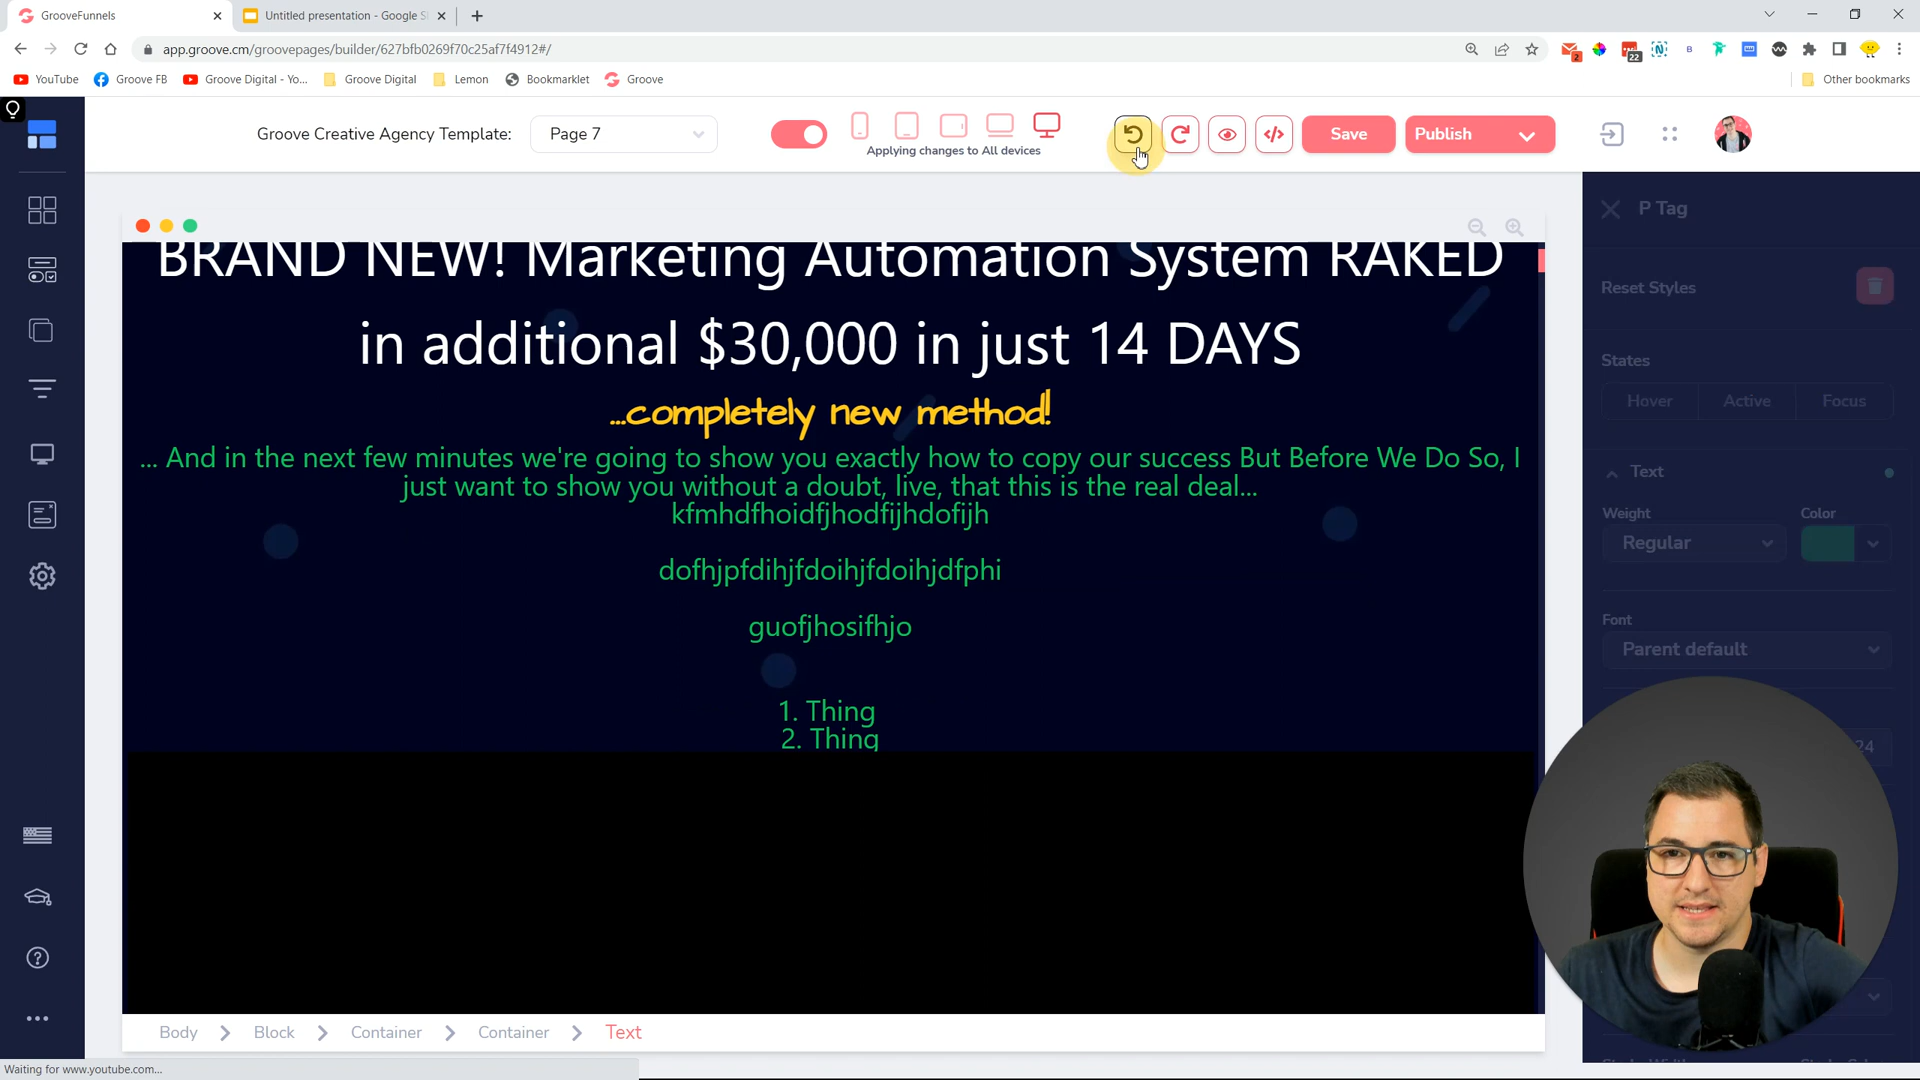 GrooveFunnels
Untitled presentation - Google Sl
app.groove.cm/groovepages/builder/627bfb0269f70c25af7f4912#/
2
22
YouTube
Groove FB
Groove Digital - Yo...
Groove Digital
Lemon
Bookmarklet
Groove
Other bookmarks
Groove Creative Agency Template:
Page 7
Applying changes to All devices
Save
Publish
BRAND NEW! Marketing Automation System RAKED
in additional $30,000 in just 14 DAYS
...completely new method!
... And in the next few minutes we're going to show you exactly how to copy our success But Before We Do So, I
just want to show you without a doubt, live, that this is the real deal...
kfmhdfhoidfjhodfijhdofijh
dofhjpfdihjfdoihjfdoihjdfphi
guofjhosifhjo
1. Thing
2. Thing
P Tag
Reset Styles
States
Hover
Active
Focus
Text
Weight
Color
Regular
Font
Parent default
24
Body
Block
Container
Container
Text
Waiting for www.youtube.com...